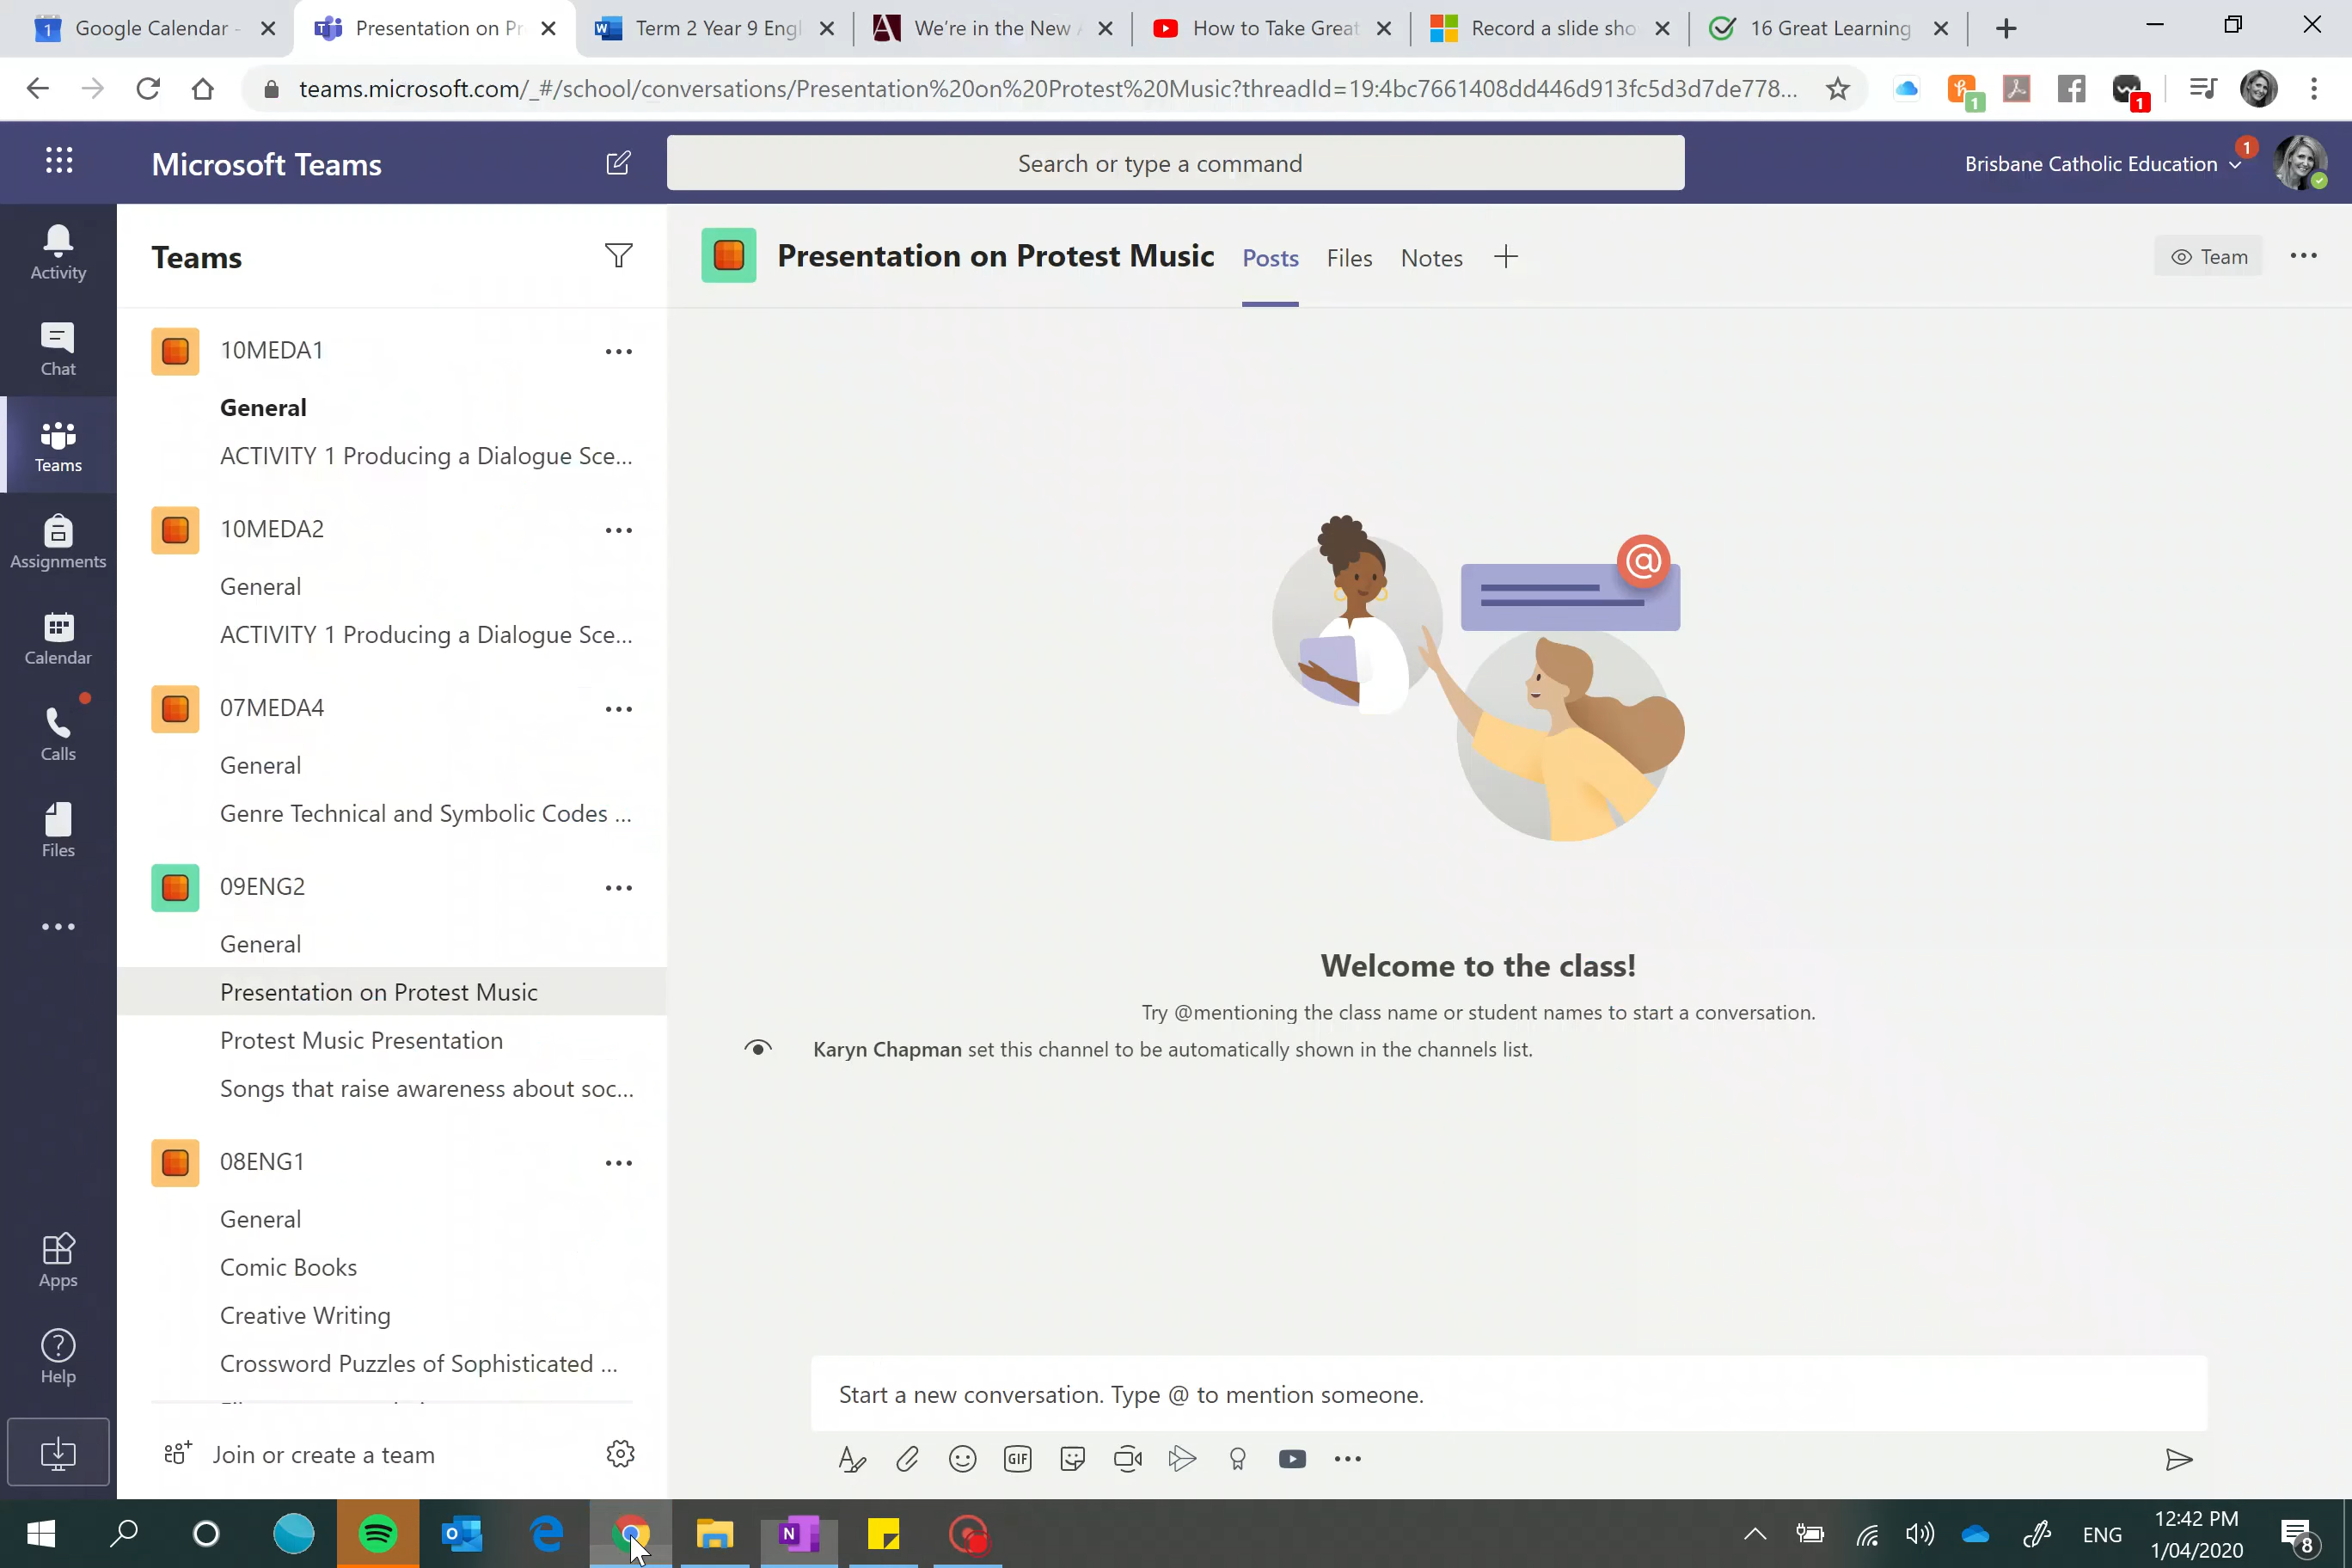 1 Google Calendar -
Presentation on Pr
Term 2 Year 9 Engl
We're in the New A
How to Take Great
Record a slide sho
16 Great Learning
teams.microsoft.com/_#/school/conversations/Presentation%20on%20Protest%20Music?threadId=19:4bc7661408dd446d913fc5d3d7de778...
1
1
Microsoft Teams
Search or type a command
Brisbane Catholic Education
1
Activity
Chat
Teams
Assignments
Calendar
Calls
Files
Apps
Help
Teams
10MEDA1
General
ACTIVITY 1 Producing a Dialogue Sce...
10MEDA2
General
ACTIVITY 1 Producing a Dialogue Sce...
07MEDA4
General
Genre Technical and Symbolic Codes ...
09ENG2
General
Presentation on Protest Music
Protest Music Presentation
Songs that raise awareness about soc...
08ENG1
General
Comic Books
Creative Writing
Crossword Puzzles of Sophisticated ...
Join or create a team
Presentation on Protest Music
Posts
Files
Notes
Team
@
Welcome to the class!
Try @mentioning the class name or student names to start a conversation.
Karyn Chapman set this channel to be automatically shown in the channels list.
Start a new conversation. Type @ to mention someone.
GIF
ENG
12:42 PM
1/04/2020
8